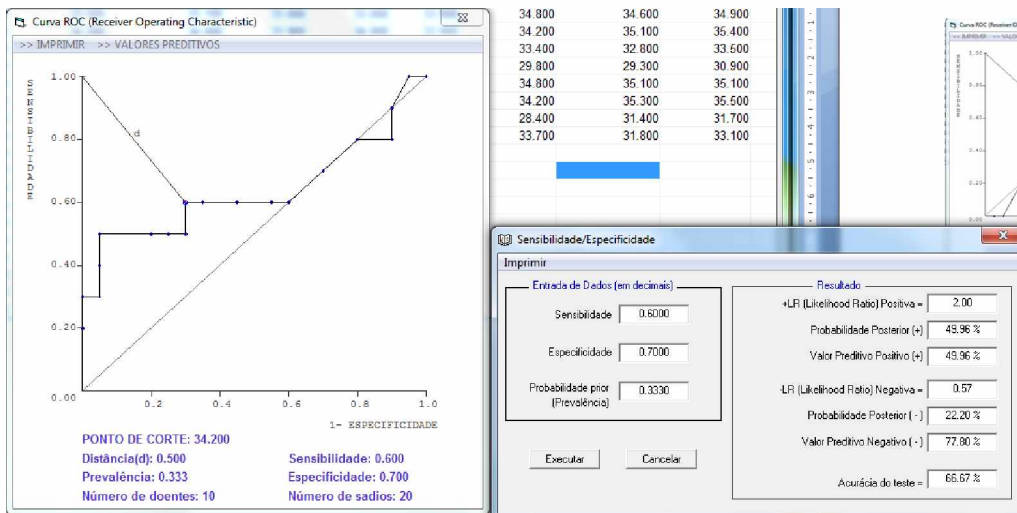 Curva ROC (Receiver Operating Characteristic)
>> IMPRIMIR >> VALORES PREDITIVOS
SENSIBILIDADE
1.00
0.80
0.60
0.40
0.20
0.00
d
0.2
0.4
0.6
0.8
1.0
1- ESPECIFICIDADE
PONTO DE CORTE: 34.200
Distância(d): 0.500 Sensibilidade: 0.600
Prevalência: 0.333 Especificidade: 0.700
Número de doentes: 10 Número de sadios: 20
34.800 34.600 34.900
34.200 35.100 35.400
33.400 32.800 33.500
29.800 29.300 30.900
34.800 35.100 35.100
34.200 35.300 35.500
28.400 31.400 31.700
33.700 31.800 33.100
Sensibilidade/Especificidade
Imprimir
Entrada de Dados (em decimais)
Sensibilidade 0.6000
Especificidade 0.7000
Probabilidade prior
(Prevalência) 0.3330
Executar Cancelar
Resultado
+LR (Likelihood Ratio) Positiva = 2.00
Probabilidade Posterior (+) 49.96 %
Valor Preditivo Positivo (+) 49.96 %
-LR (Likelihood Ratio) Negativa = 0.57
Probabilidade Posterior ( - ) 22.20 %
Valor Preditivo Negativo ( - ) 77.80 %
Acurácia do teste = 66.67 %